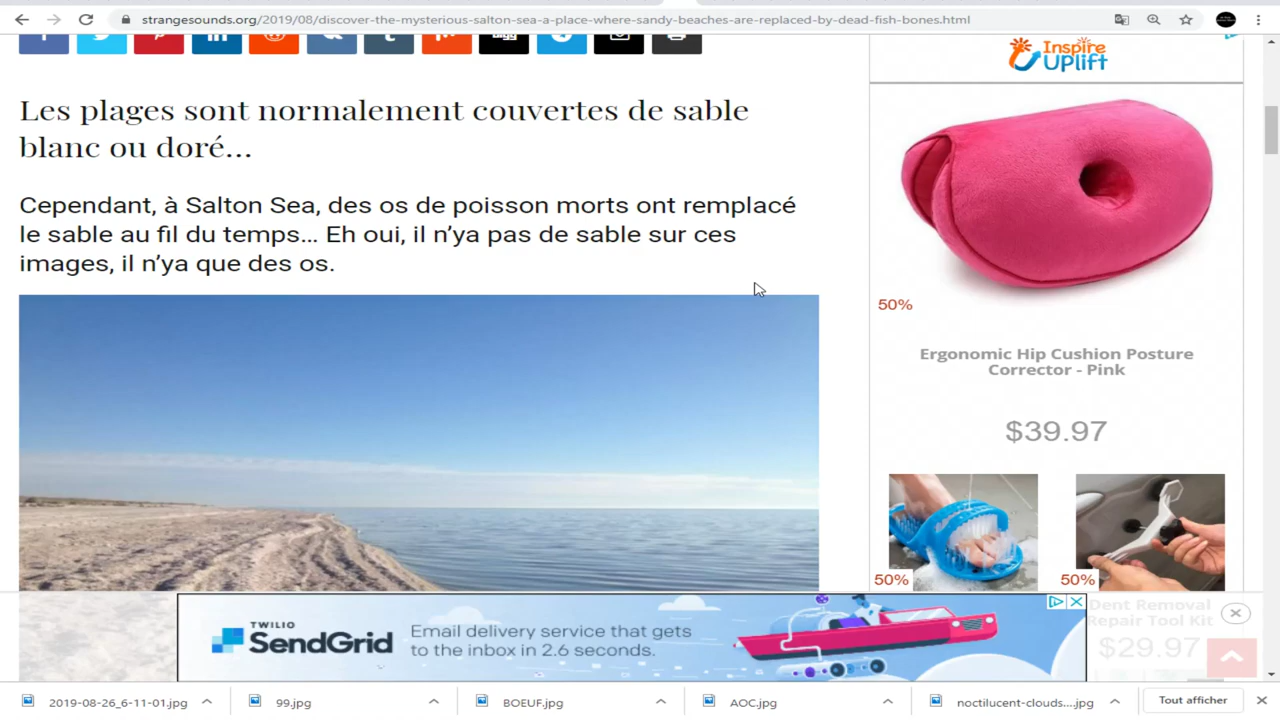 strangesounds.org/2019/08/discover-the-mysterious-salton-sea-a-place-where-sandy-beaches-are-replaced-by-dead-fish-bones.html
Les plages sont normalement couvertes de sable
blanc ou doré...
Cependant, à Salton Sea, des os de poisson morts ont remplacé
le sable au fil du temps... Eh oui, il n'ya pas de sable sur ces
images, il n'ya que des os.
Inspire
Uplift
50%
Ergonomic Hip Cushion Posture
Corrector - Pink
$39.97
50%
50%
Dent Removal
Repair Tool Kit
$29.97
TWILIO
SendGrid
Email delivery service that gets
to the inbox in 2.6 seconds.
2019-08-26_6-11-01.jpg
99.jpg
BOEUF.jpg
AOC.jpg
noctilucent-clouds....jpg
Tout afficher